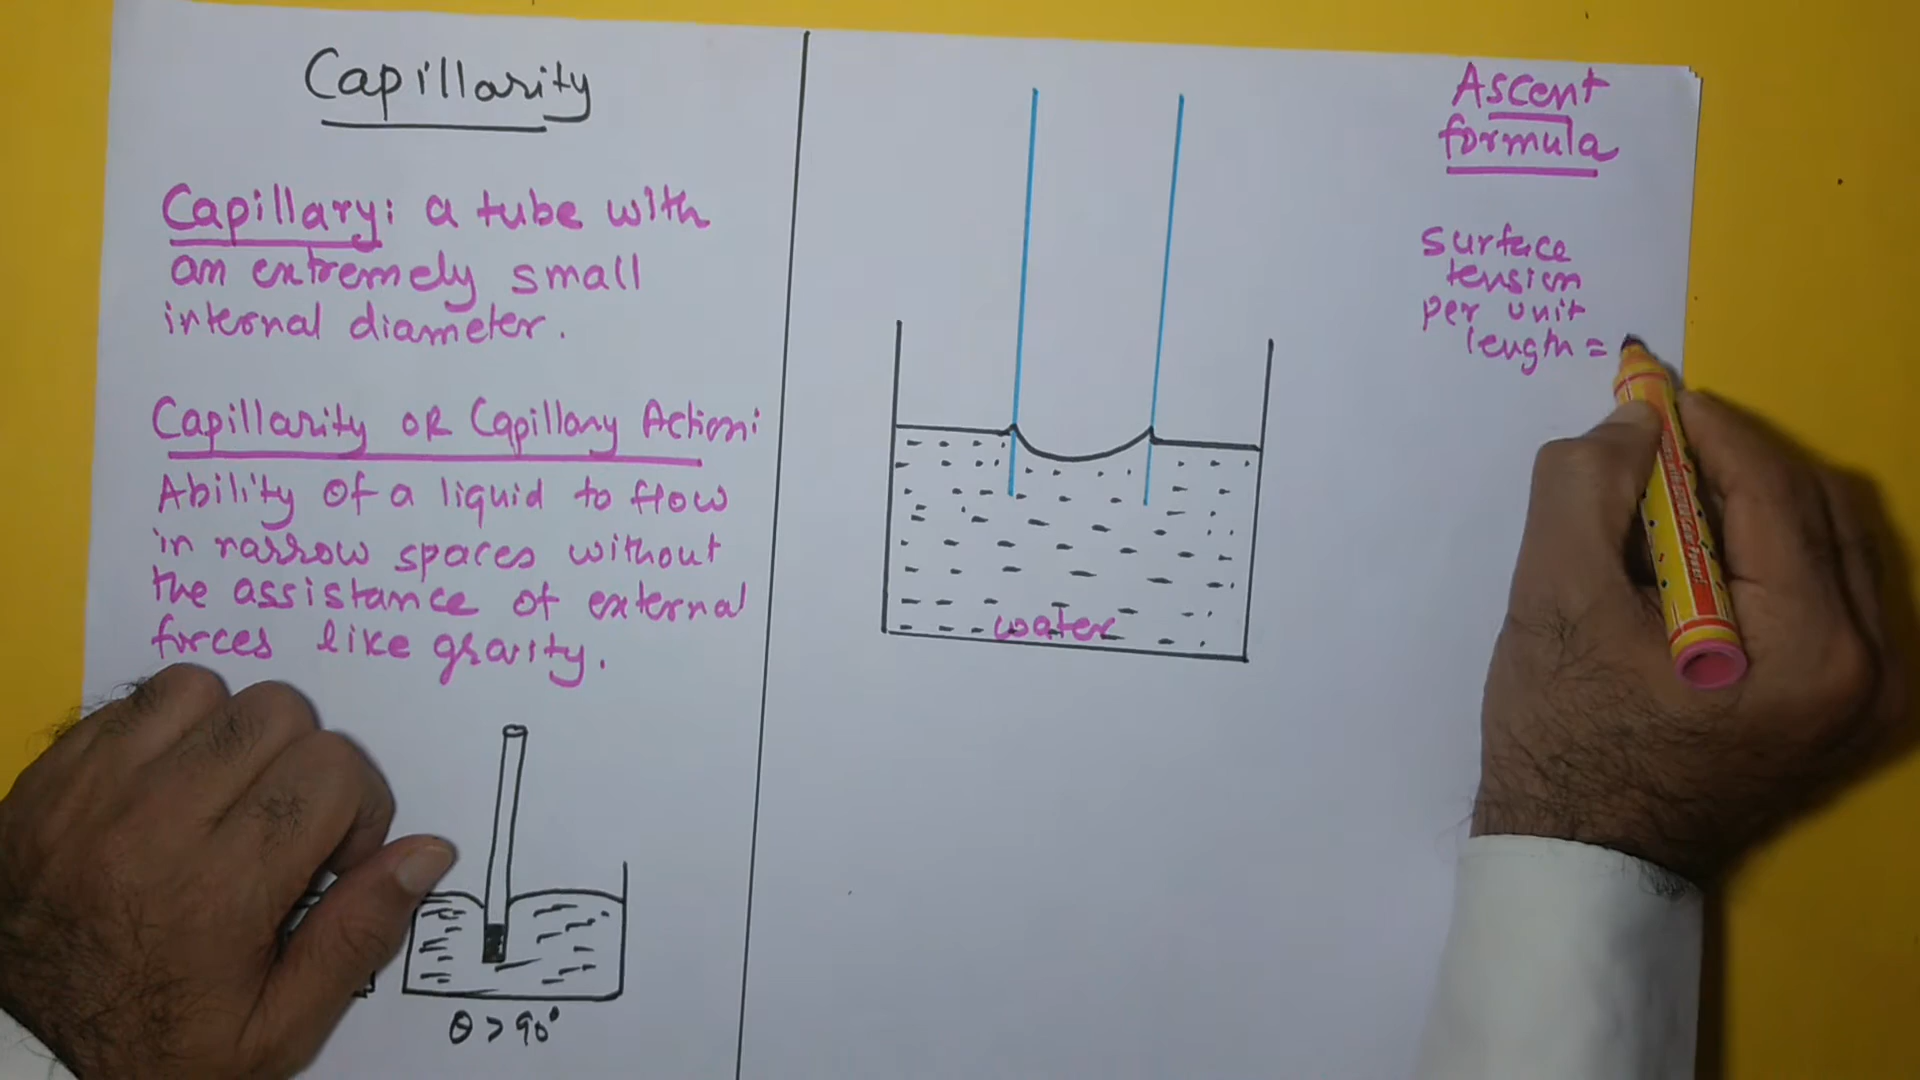 Capillarity
Capillary: a tube with
an extremely small
internal diameter.
Capillarity OR Capillary Action:
Ability of a liquid to flow
in narrow spaces without
the assistance of external
forces like gravity.
θ > 90°
water
Ascent
formula
Surface
tension
per unit
length =